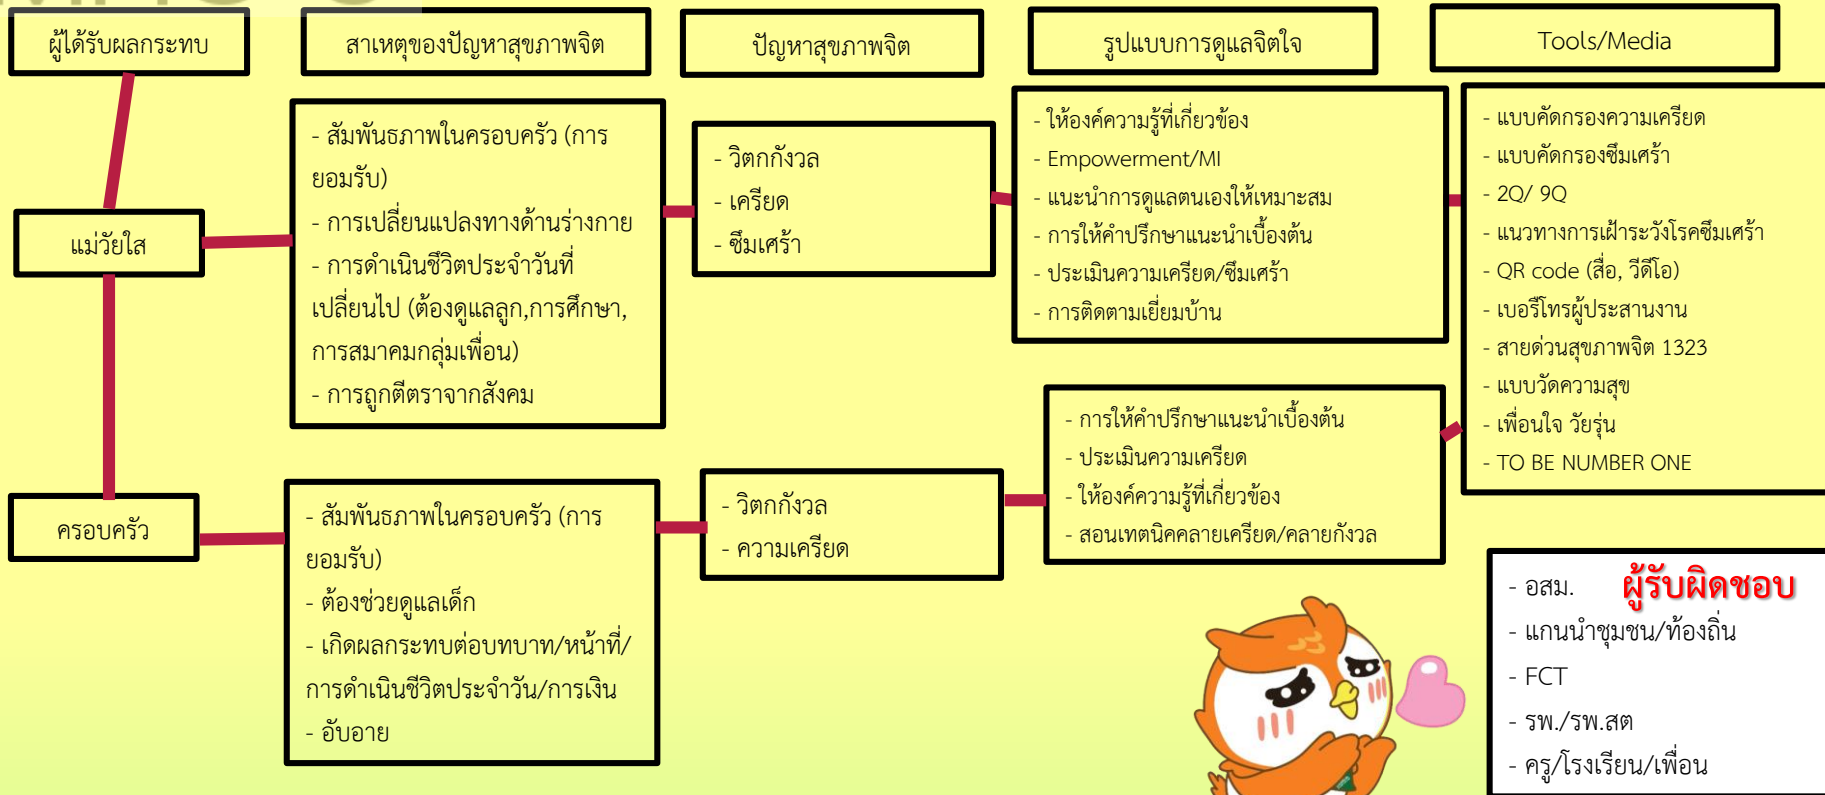 ผู้ได้รับผลกระทบ
สาเหตุของปัญหาสุขภาพจิต
ปัญหาสุขภาพจิต
รูปแบบการดูแลจิตใจ
Tools/Media
แม่วัยใส
- สัมพันธภาพในครอบครัว (การ
ยอมรับ)
- การเปลี่ยนแปลงทางด้านร่างกาย
- การดำเนินชีวิตประจำวันที่
เปลี่ยนไป (ต้องดูแลลูก,การศึกษา,
การสมาคมกลุ่มเพื่อน)
- การถูกตีตราจากสังคม
- วิตกกังวล
- เครียด
- ซึมเศร้า
- ให้องค์ความรู้ที่เกี่ยวข้อง
- Empowerment/MI
- แนะนำการดูแลตนเองให้เหมาะสม
- การให้คำปรึกษาแนะนำเบื้องต้น
- ประเมินความเครียด/ซึมเศร้า
- การติดตามเยี่ยมบ้าน
- แบบคัดกรองความเครียด
- แบบคัดกรองซึมเศร้า
- 2Q/ 9Q
- แนวทางการเฝ้าระวังโรคซึมเศร้า
- QR code (สื่อ, วีดีโอ)
- เบอร์โทรผู้ประสานงาน
- สายด่วนสุขภาพจิต 1323
- แบบวัดความสุข
- เพื่อนใจ วัยรุ่น
- TO BE NUMBER ONE
ครอบครัว
- สัมพันธภาพในครอบครัว (การ
ยอมรับ)
- ต้องช่วยดูแลเด็ก
- เกิดผลกระทบต่อบทบาท/หน้าที่/
การดำเนินชีวิตประจำวัน/การเงิน
- อับอาย
- วิตกกังวล
- ความเครียด
- การให้คำปรึกษาแนะนำเบื้องต้น
- ประเมินความเครียด
- ให้องค์ความรู้ที่เกี่ยวข้อง
- สอนเทตนิคคลายเครียด/คลายกังวล
ผู้รับผิดชอบ
- อสม.
- แกนนำชุมชน/ท้องถิ่น
- FCT
- รพ./รพ.สต
- ครู/โรงเรียน/เพื่อน